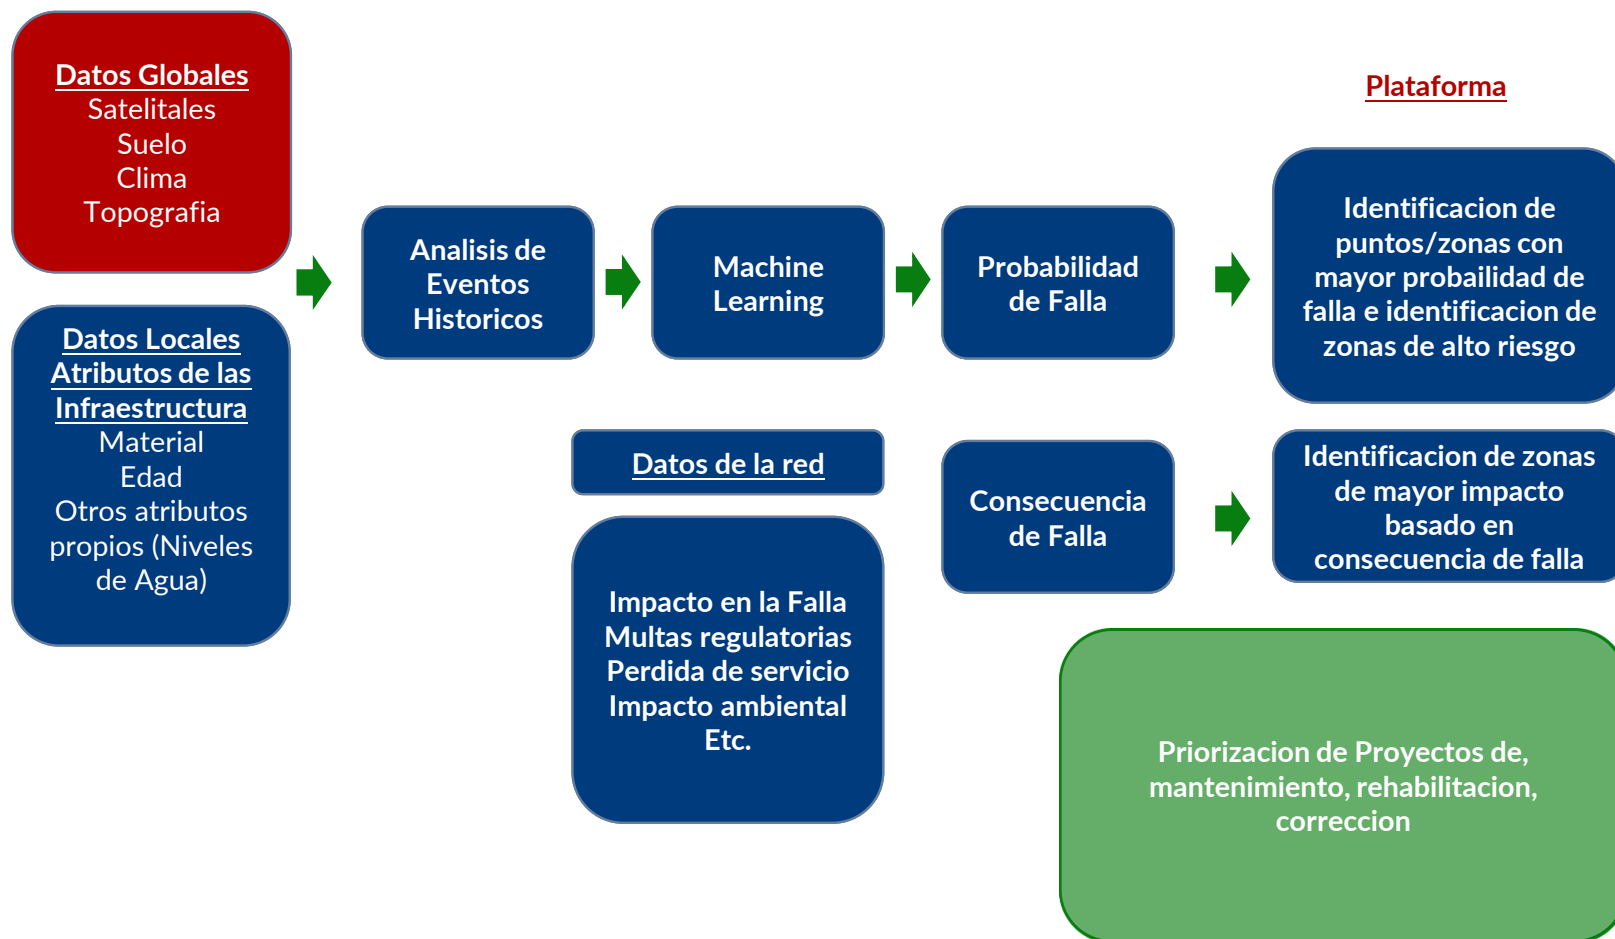 Datos Globales
Satelitales
Suelo
Clima
Topografia
Datos Locales
Atributos de las
Infraestructura
Material
Edad
Otros atributos
propios (Niveles
de Agua)
Analisis de
Eventos
Historicos
Machine
Learning
Probabilidad
de Falla
Plataforma
Identificacion de
puntos/zonas con
mayor probailidad de
falla e identificacion de
zonas de alto riesgo
Datos de la red
Impacto en la Falla
Multas regulatorias
Perdida de servicio
Impacto ambiental
Etc.
Consecuencia
de Falla
Identificacion de zonas
de mayor impacto
basado en
consecuencia de falla
Priorizacion de Proyectos de,
mantenimiento, rehabilitacion,
correccion